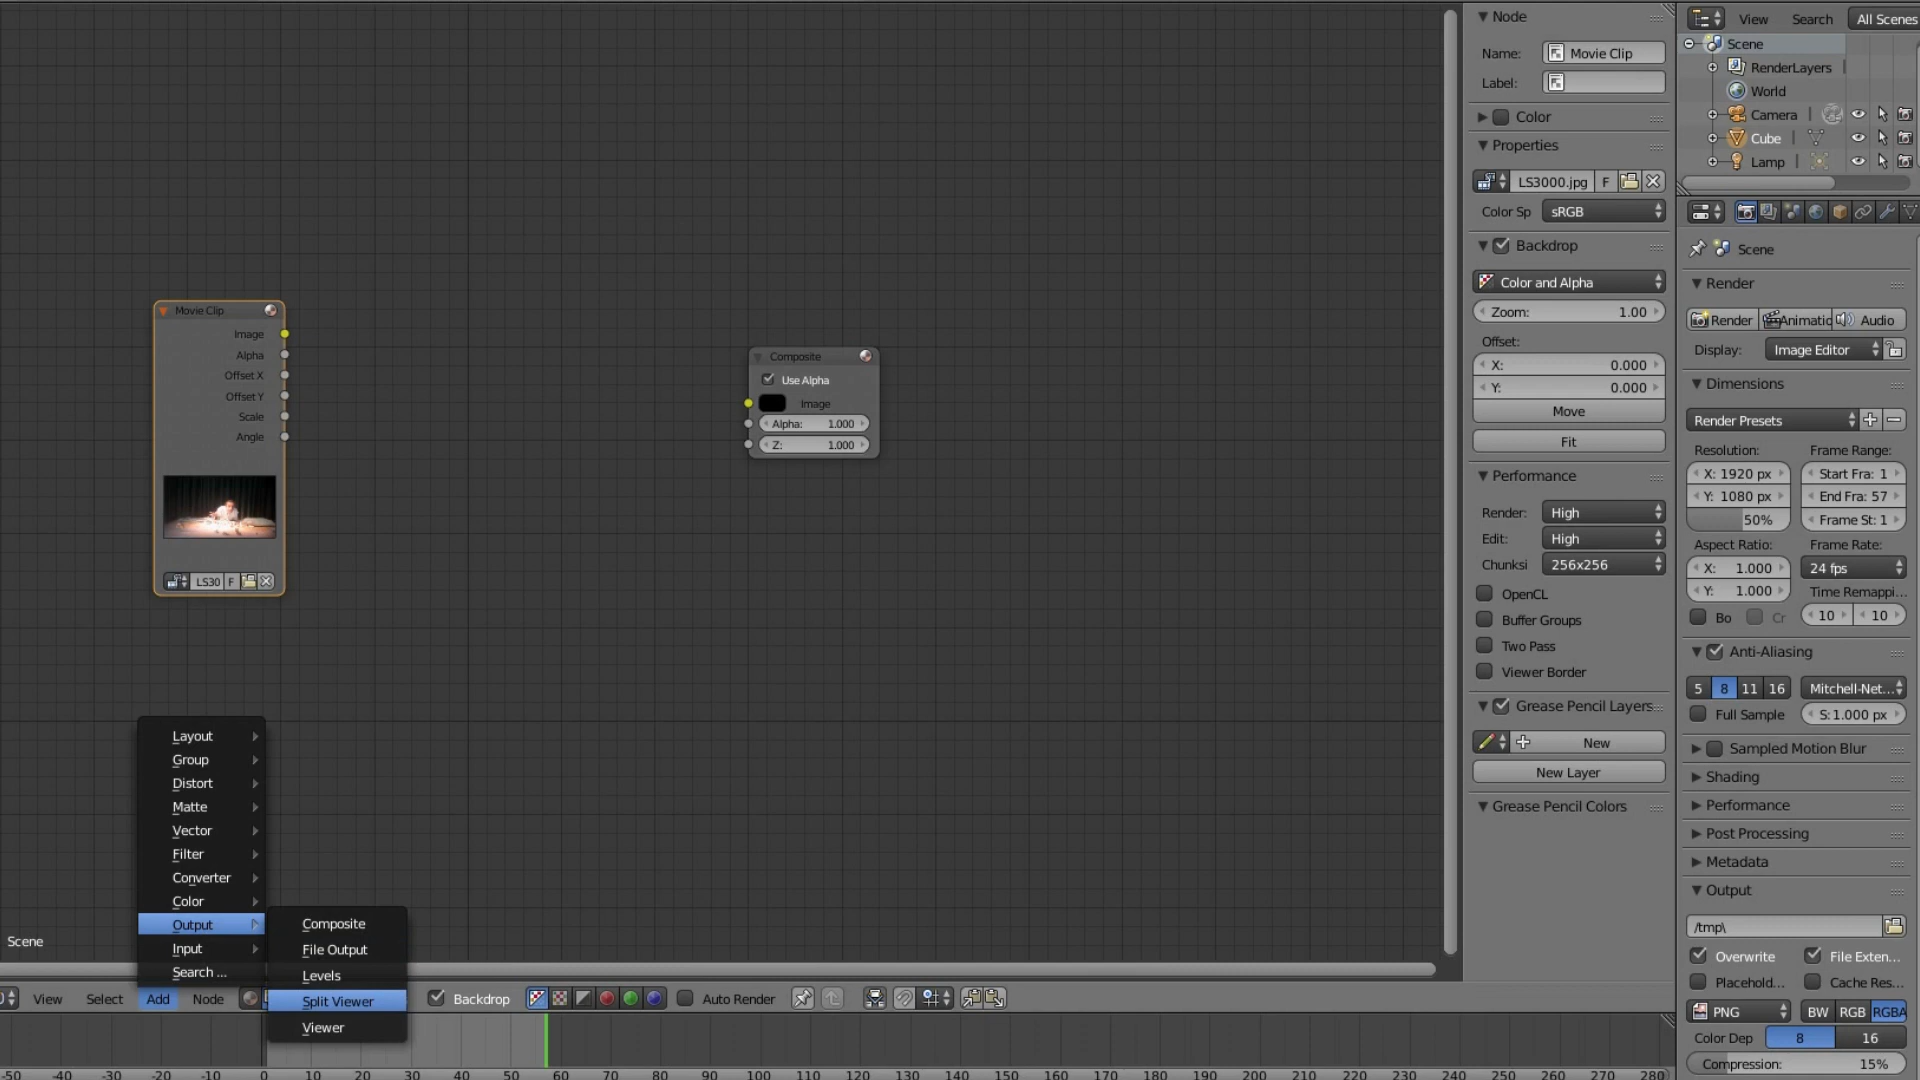 Node
Name:
Movie Clip
Label:
Color
Properties
LS3000.jpg
F
Color Sp
sRGB
Backdrop
Color and Alpha
Zoom:
1.00
Offset:
X:
0.000
Y:
0.000
Move
Fit
Performance
Render:
High
Edit:
High
Chunksi
256x256
OpenCL
Buffer Groups
Two Pass
Viewer Border
Grease Pencil Layers
New
New Layer
Grease Pencil Colors
View
Search
All Scenes
Scene
RenderLayers
World
Camera
Cube
Lamp
Scene
Render
Render
Animatic
Audio
Display:
Image Editor
Dimensions
Render Presets
Resolution:
Frame Range:
X: 1920 px
Start Fra: 1
Y: 1080 px
End Fra: 57
50%
Frame St: 1
Aspect Ratio:
Frame Rate:
X:
1.000
24 fps
Y:
1.000
Time Remappi...
Bo
Cr
10
10
Anti-Aliasing
5
8
11
16
Mitchell-Net...
Full Sample
S: 1.000 px
Sampled Motion Blur
Shading
Performance
Post Processing
Metadata
Output
/tmp\
Overwrite
File Exten...
Placehold...
Cache Res...
PNG
BW
RGB
RGBA
Color Dep
8
16
Compression:
15%
Movie Clip
Image
Alpha
Offset X
Offset Y
Scale
Angle
LS30
F
Composite
Use Alpha
Image
Alpha:
1.000
Z:
1.000
Layout
Group
Distort
Matte
Vector
Filter
Converter
Color
Output
Input
Search ...
Composite
File Output
Levels
Split Viewer
Viewer
Scene
View
Select
Add
Node
Backdrop
Auto Render
-50 -40 -30 -20 -10 0 10 20 30 40 50 60 70 80 90 100 110 120 130 140 150 160 170 180 190 200 210 220 230 240 250 260 270 280